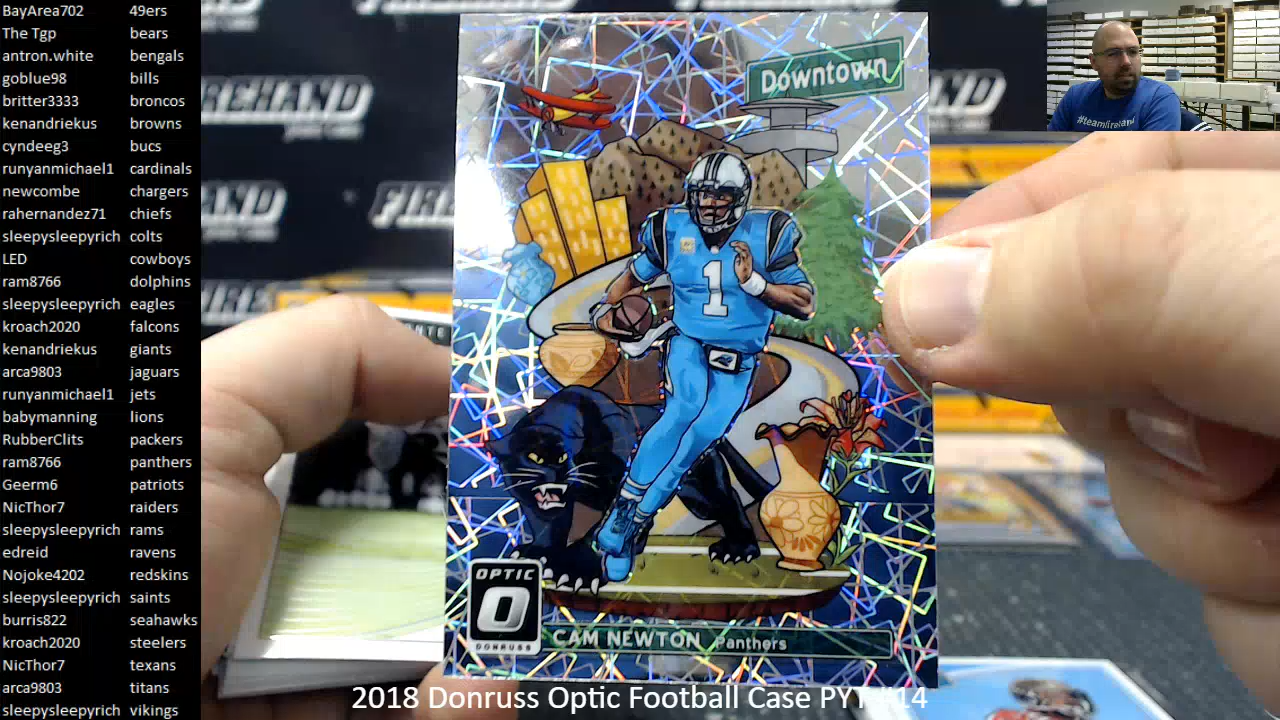 BayArea702 49ers
The Tgp bears
antron.white bengals
goblue98 bills
britter3333 broncos
kenandriekus browns
cyndeeg3 bucs
runyanmichael1 cardinals
newcombe chargers
rahernandez71 chiefs
sleepysleepyrich colts
LED cowboys
ram8766 dolphins
sleepysleepyrich eagles
kroach2020 falcons
kenandriekus giants
arca9803 jaguars
runyanmichael1 jets
babymanning lions
RubberClits packers
ram8766 panthers
Geerm6 patriots
NicThor7 raiders
sleepysleepyrich rams
edreid ravens
Nojoke4202 redskins
sleepysleepyrich saints
burris822 seahawks
kroach2020 steelers
NicThor7 texans
arca9803 titans
sleepysleepyrich vikings
FIREHAND
Downtown
#teamIreland
1
OPTIC
O
DONRUSS
CAM NEWTON Panthers
2018 Donruss Optic Football Case PYT #14